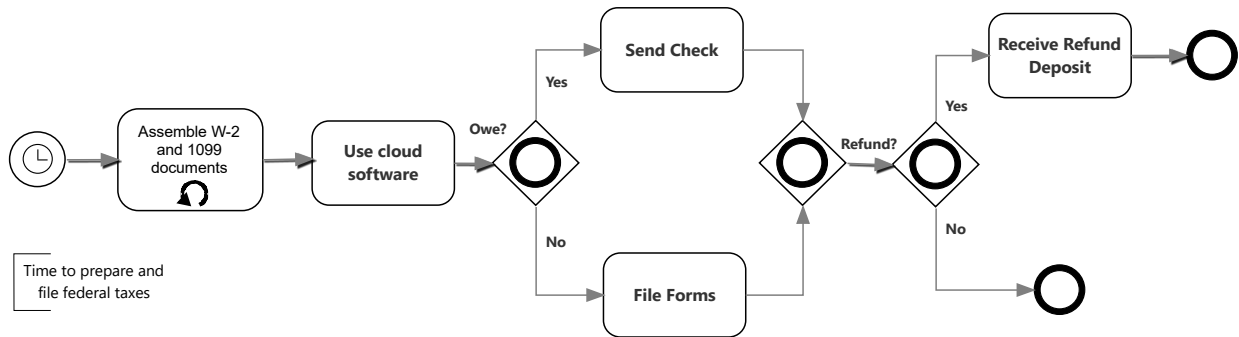 Assemble W-2
and 1099
documents
Use cloud
software
Owe?
Yes
No
Send Check
File Forms
Refund?
Yes
No
Receive Refund
Deposit
Time to prepare and
file federal taxes